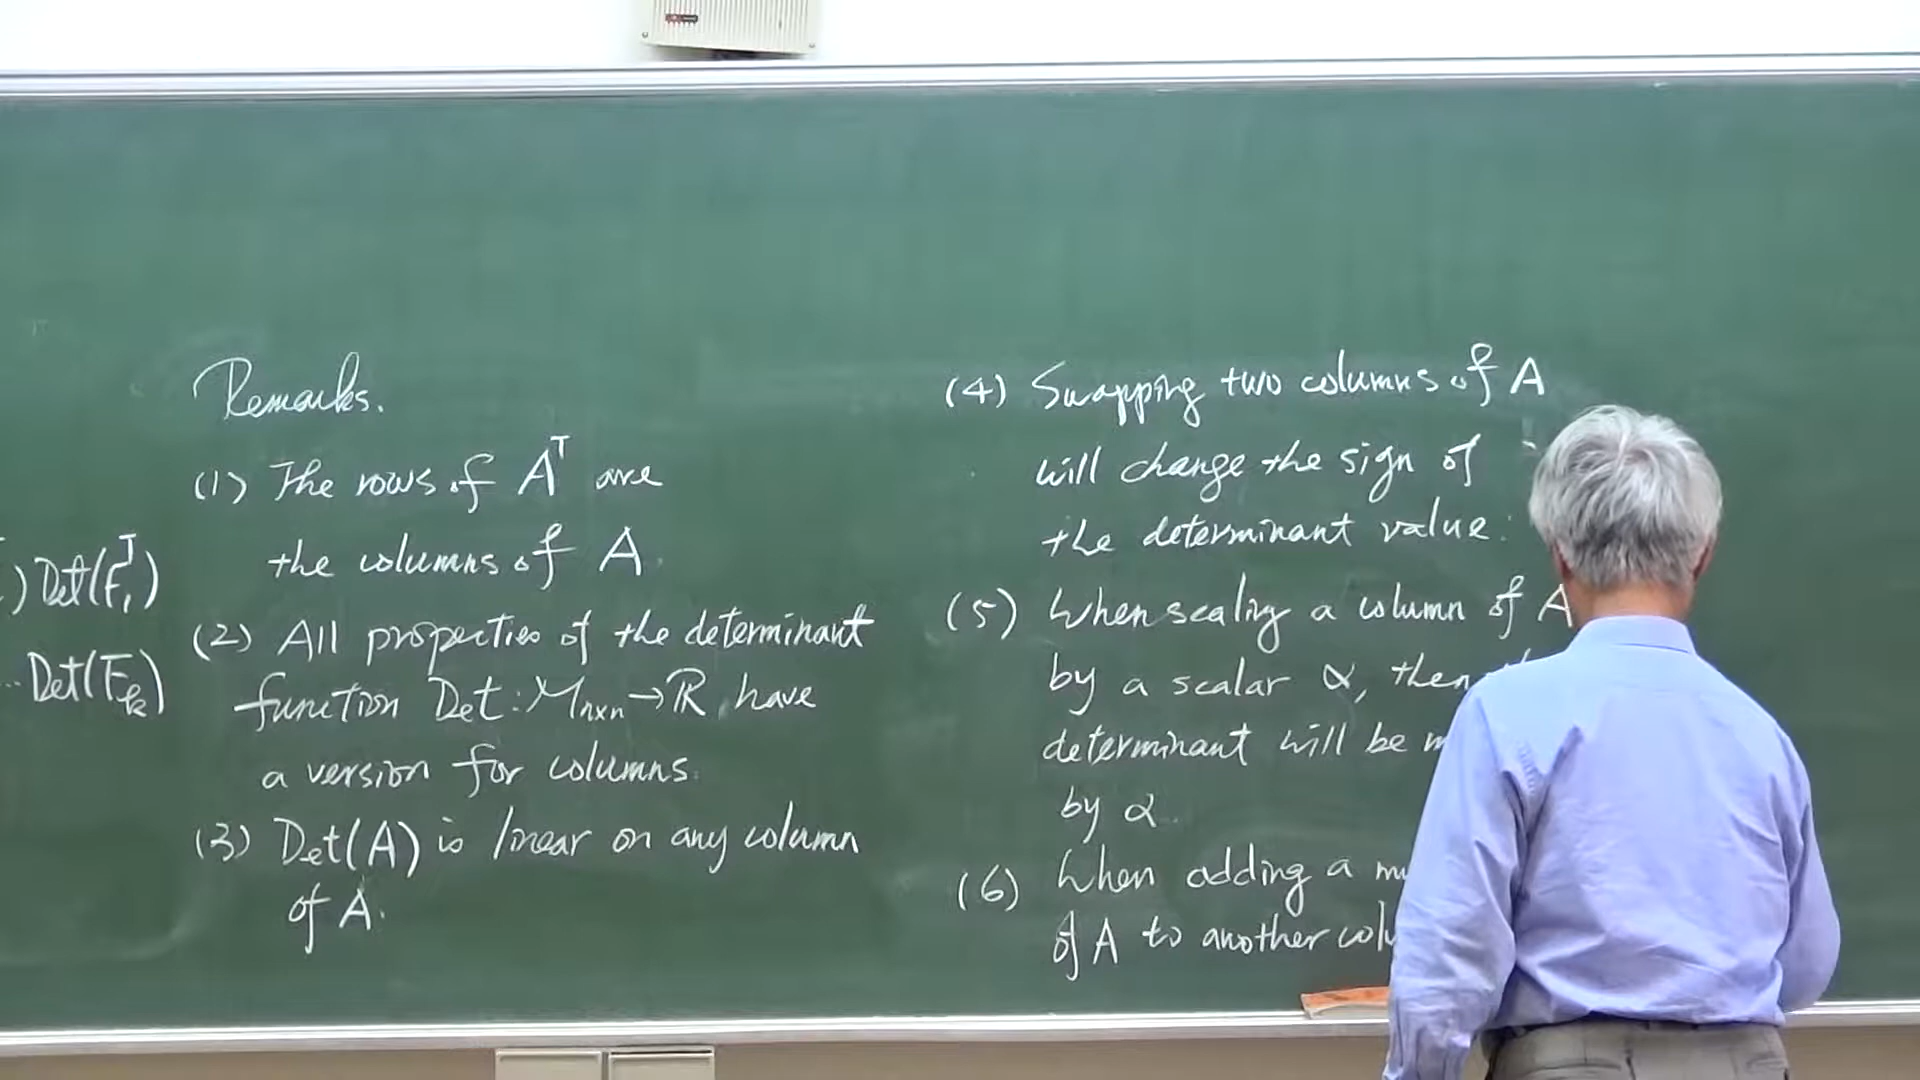 ) Det(F₁ᵀ)
... Det(F_k)
Remarks.
(1) The rows of Aᵀ are
the columns of A.
(2) All properties of the determinant
function Det: M_{n×n} → ℝ have
a version for columns.
(3) Det(A) is linear on any column
of A.
(4) Swapping two columns of A
will change the sign of
the determinant value.
(5) When scaling a column of A
by a scalar α, then
determinant will be
by α.
(6) When adding a
of A to another